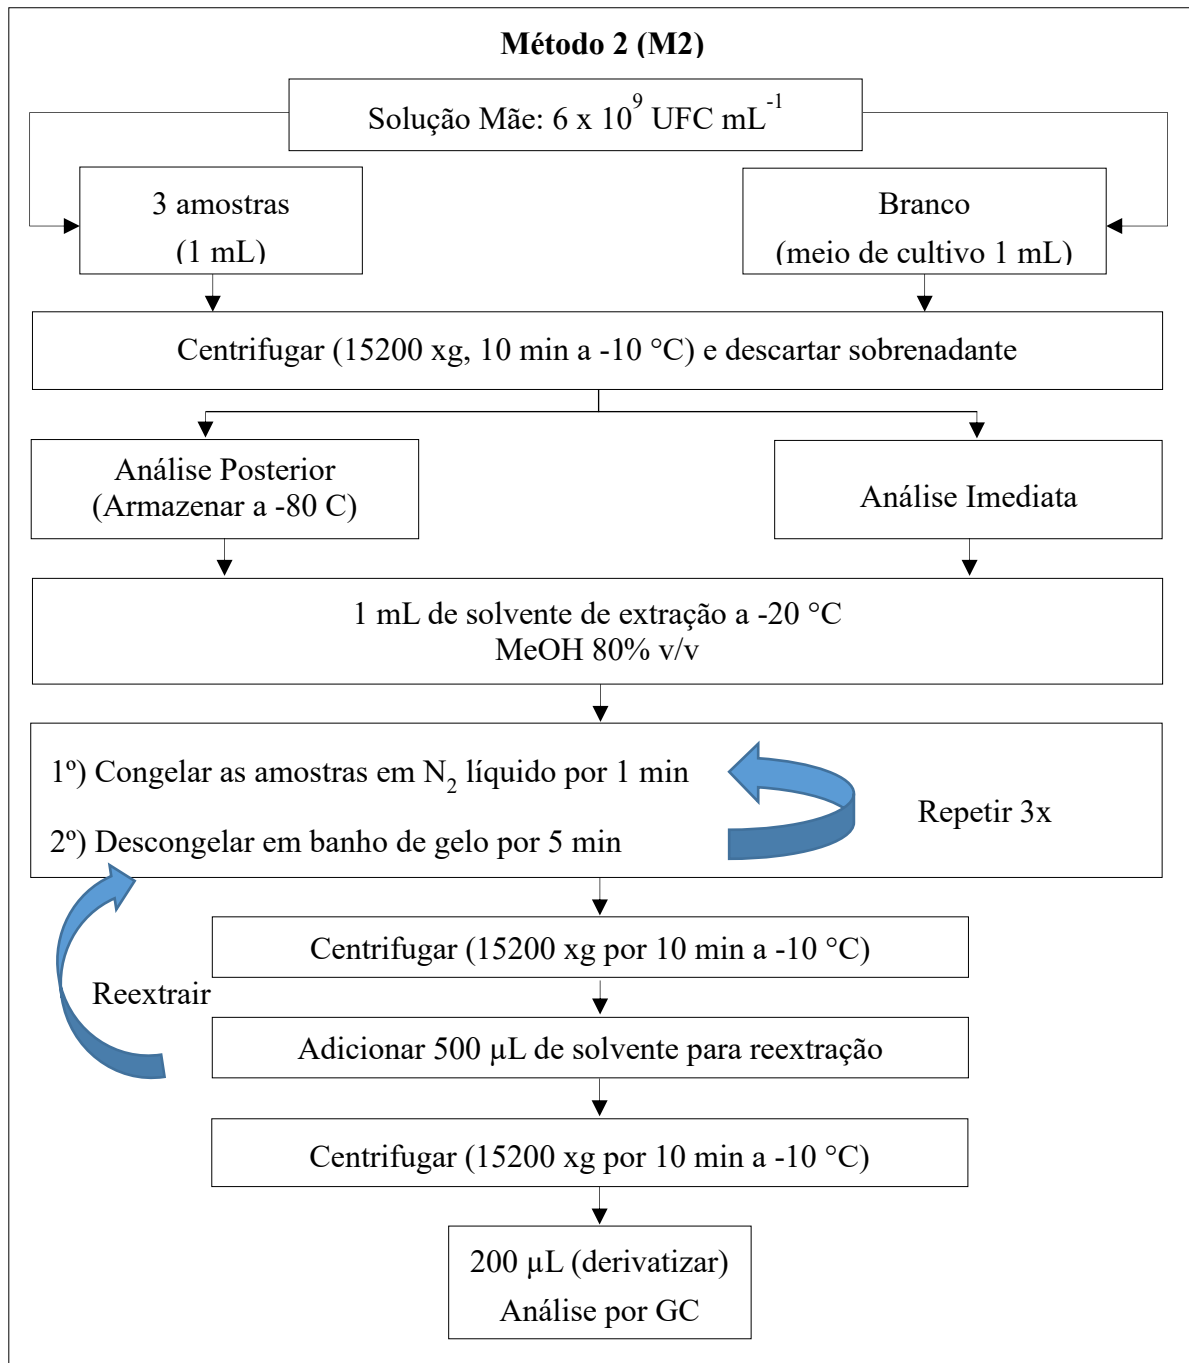 Método 2 (M2)
Solução Mãe: 6 x 10⁹ UFC mL⁻¹
3 amostras
(1 mL)
Branco
(meio de cultivo 1 mL)
Centrifugar (15200 xg, 10 min a -10 °C) e descartar sobrenadante
Análise Posterior
(Armazenar a -80 C)
Análise Imediata
1 mL de solvente de extração a -20 °C
MeOH 80% v/v
1º) Congelar as amostras em N₂ líquido por 1 min
2º) Descongelar em banho de gelo por 5 min
Repetir 3x
Centrifugar (15200 xg por 10 min a -10 °C)
Reextrair
Adicionar 500 µL de solvente para reextração
Centrifugar (15200 xg por 10 min a -10 °C)
200 µL (derivatizar)
Análise por GC